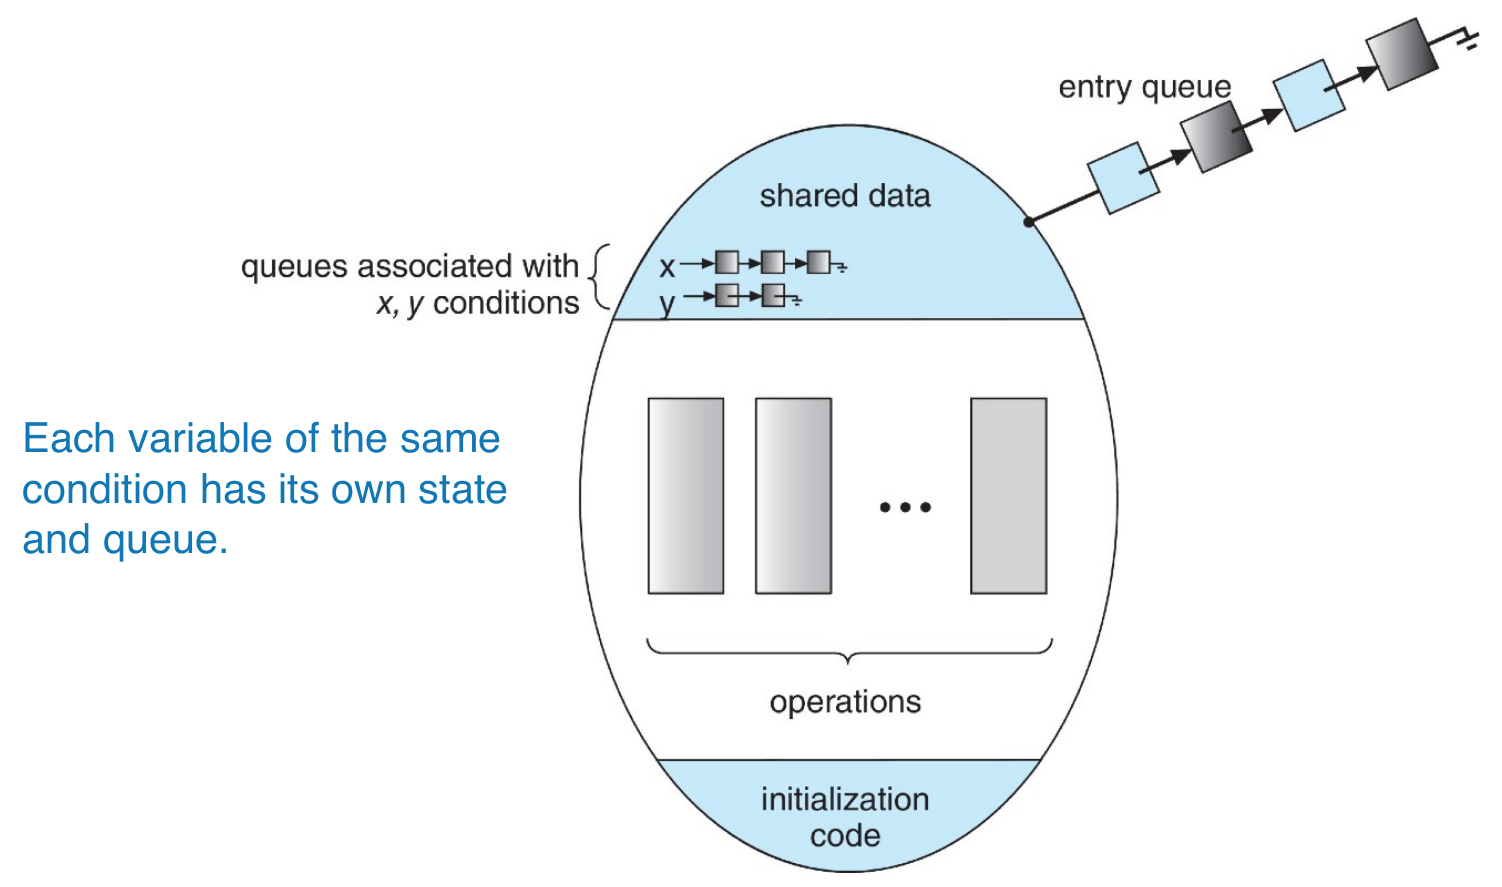 entry queue
shared data
queues associated with
x, y conditions
x
y
Each variable of the same
condition has its own state
and queue.
operations
initialization
code